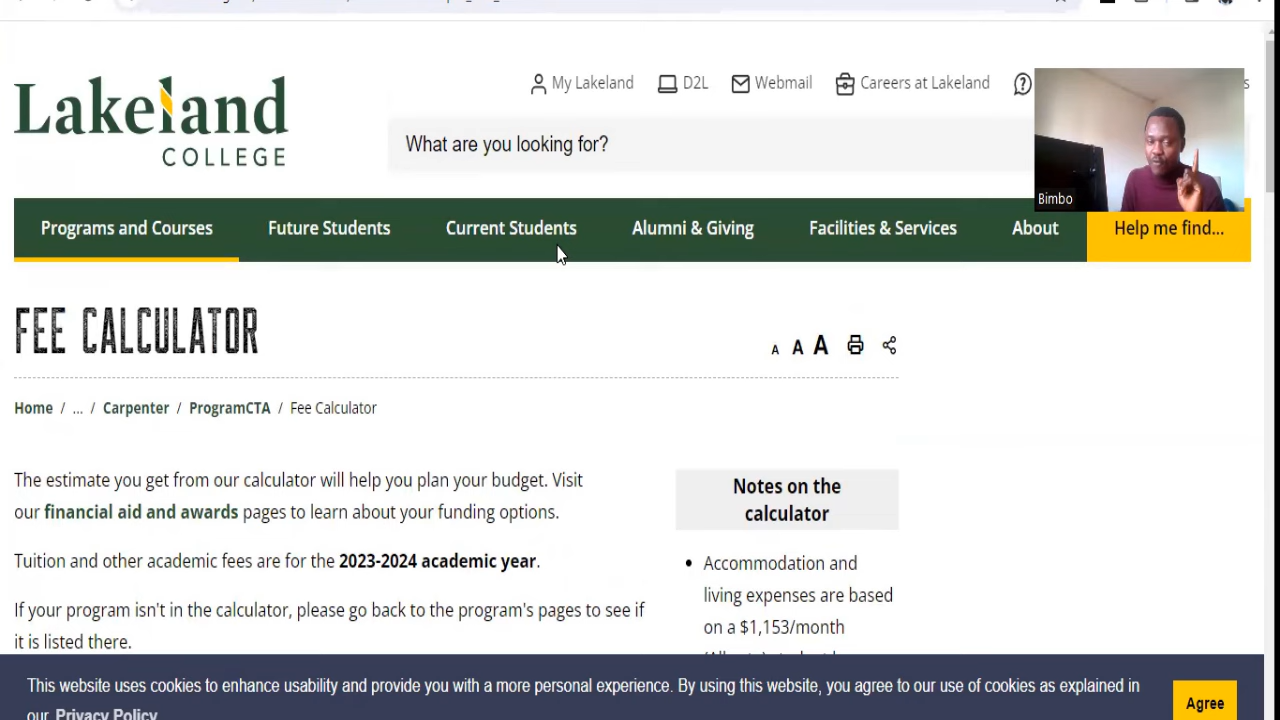 Lakeland
COLLEGE
My Lakeland
D2L
Webmail
Careers at Lakeland
What are you looking for?
Bimbo
Programs and Courses
Future Students
Current Students
Alumni & Giving
Facilities & Services
About
Help me find...
FEE CALCULATOR
A A A
Home / ... / Carpenter / ProgramCTA / Fee Calculator
The estimate you get from our calculator will help you plan your budget. Visit
our financial aid and awards pages to learn about your funding options.
Tuition and other academic fees are for the 2023-2024 academic year.
If your program isn't in the calculator, please go back to the program's pages to see if
it is listed there.
Notes on the
calculator
• Accommodation and
living expenses are based
on a $1,153/month
This website uses cookies to enhance usability and provide you with a more personal experience. By using this website, you agree to our use of cookies as explained in
our Privacy Policy
Agree